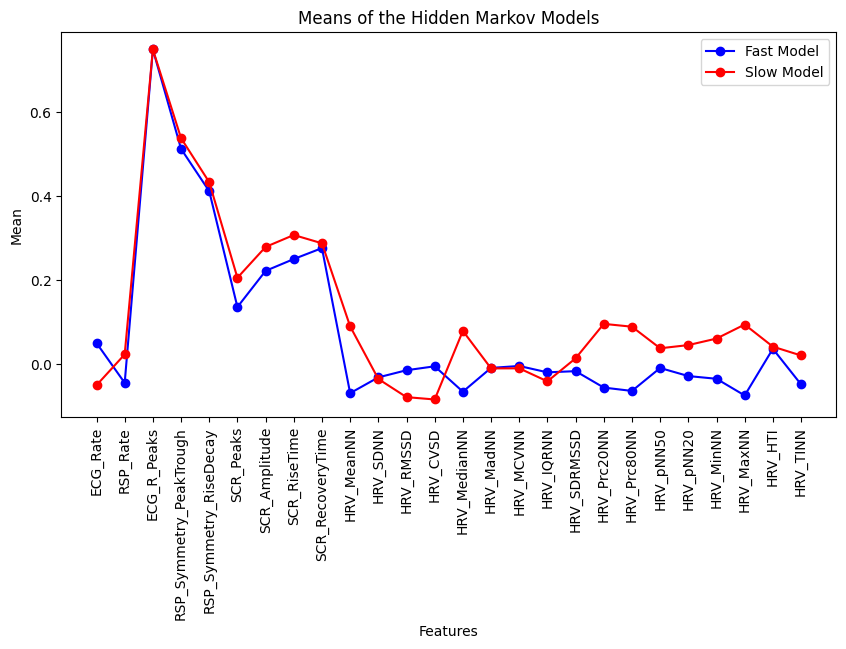 Means of the Hidden Markov Models
Fast Model
Slow Model
Mean
0.6
0.4
0.2
0.0
ECG_Rate
RSP_Rate
ECG_R_Peaks
RSP_Symmetry_PeakTrough
RSP_Symmetry_RiseDecay
SCR_Peaks
SCR_Amplitude
SCR_RiseTime
SCR_RecoveryTime
HRV_MeanNN
HRV_SDNN
HRV_RMSSD
HRV_CVSD
HRV_MedianNN
HRV_MadNN
HRV_MCVNN
HRV_IQRNN
HRV_SDRMSSD
HRV_Prc20NN
HRV_Prc80NN
HRV_pNN50
HRV_pNN20
HRV_MinNN
HRV_MaxNN
HRV_HTI
HRV_TINN
Features